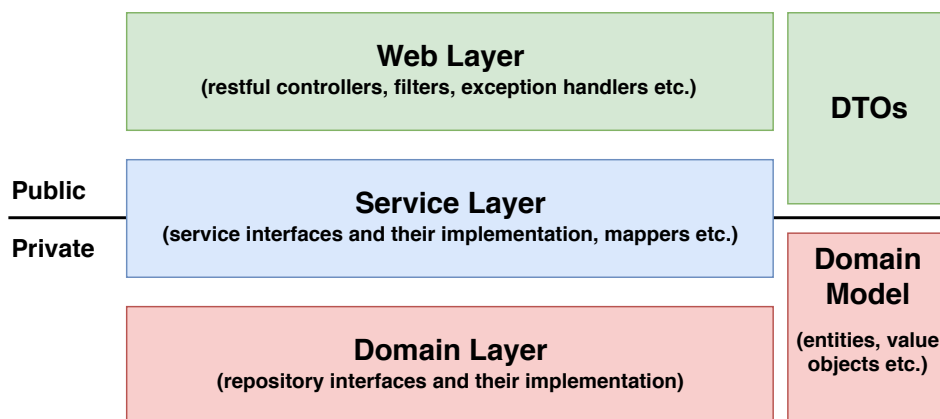 Web Layer
(restful controllers, filters, exception handlers etc.)
DTOs
Public
Service Layer
(service interfaces and their implementation, mappers etc.)
Private
Domain
Model
(entities, value
objects etc.)
Domain Layer
(repository interfaces and their implementation)